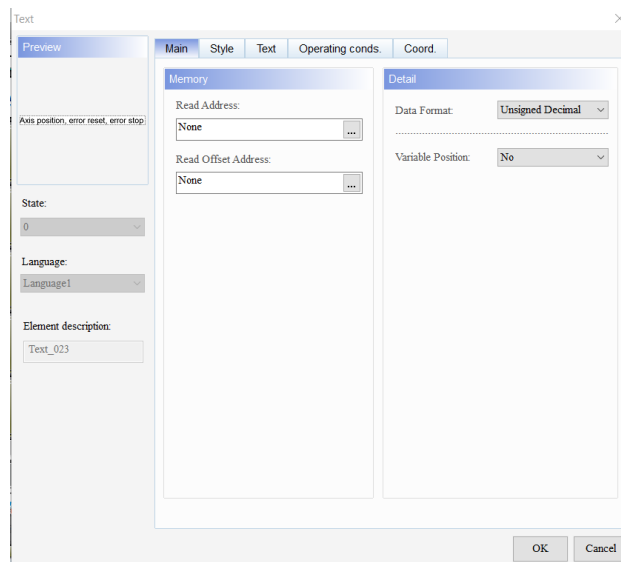 Text
Preview
Axis position, error reset, error stop
State:
0
Language:
Language1
Element description:
Text_023
Main Style Text Operating conds. Coord.
Memory
Read Address:
None
...
Read Offset Address:
None
...
Detail
Data Format: Unsigned Decimal
Variable Position: No
OK Cancel